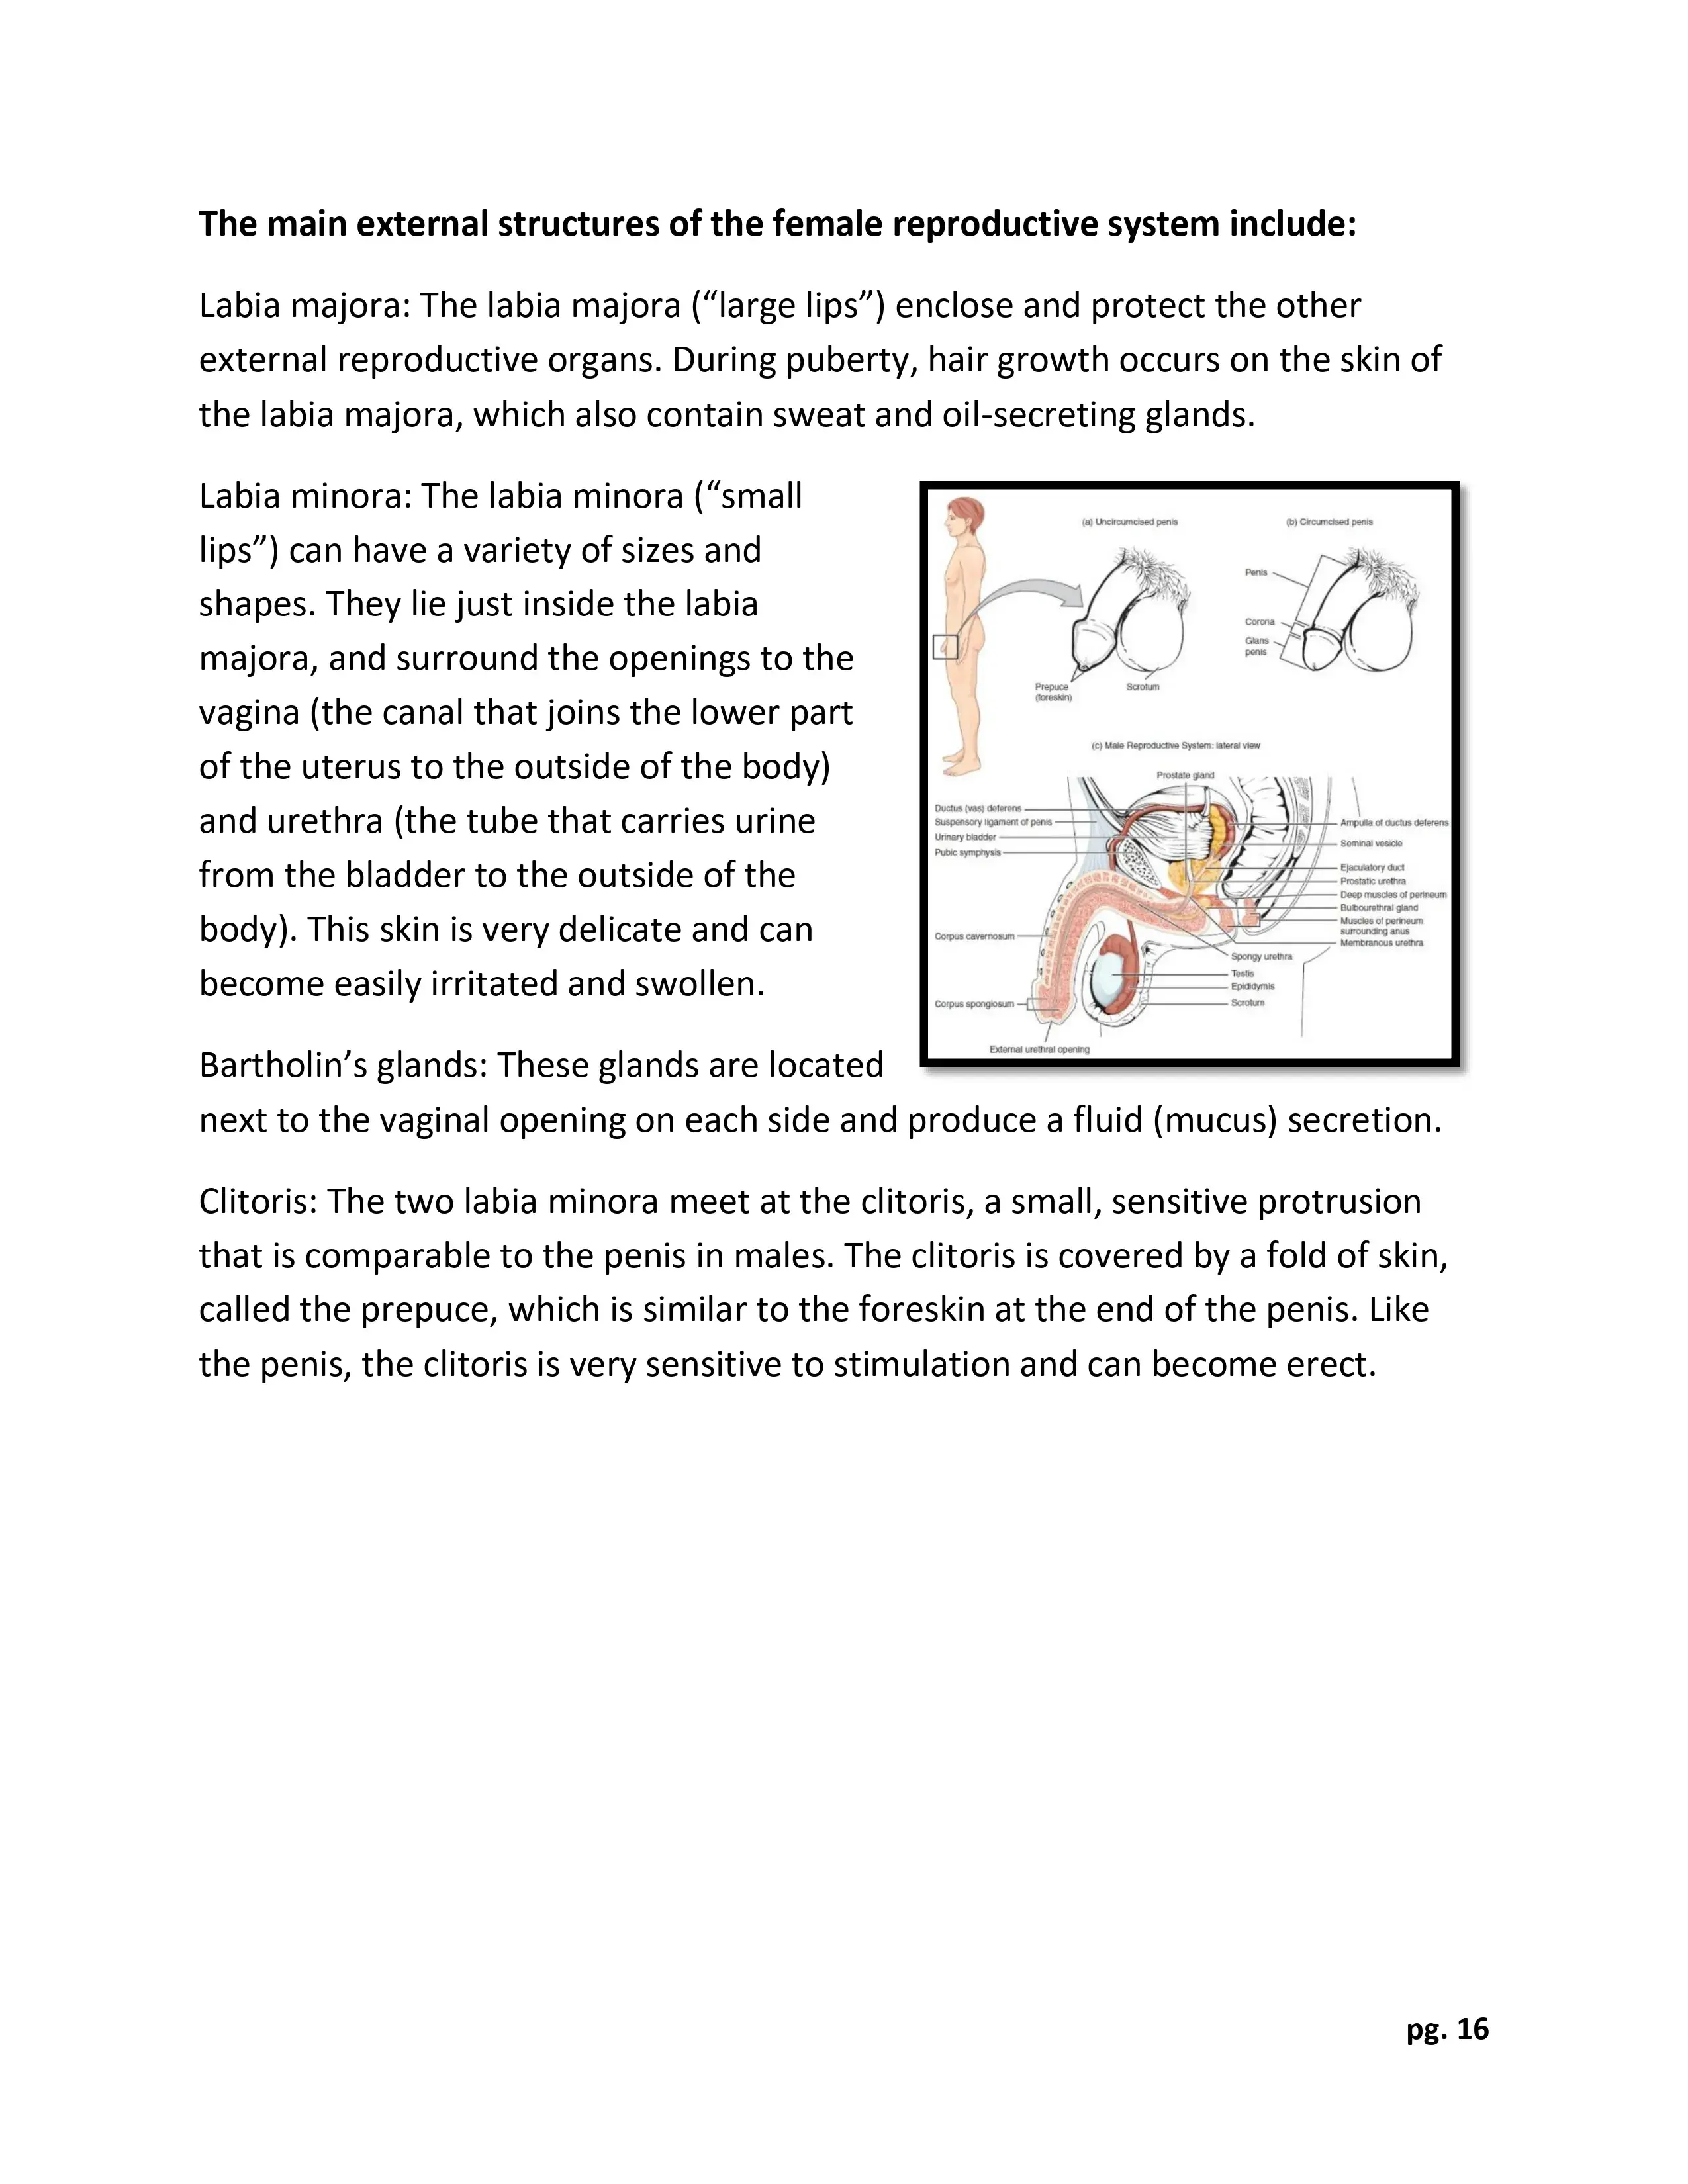 The main external structures of the female reproductive system include:
Labia majora: The labia majora (“large lips”) enclose and protect the other
external reproductive organs. During puberty, hair growth occurs on the skin of
the labia majora, which also contain sweat and oil-secreting glands.
Labia minora: The labia minora (“small
lips”) can have a variety of sizes and
shapes. They lie just inside the labia
majora, and surround the openings to the
vagina (the canal that joins the lower part
of the uterus to the outside of the body)
and urethra (the tube that carries urine
from the bladder to the outside of the
body). This skin is very delicate and can
become easily irritated and swollen.
(a) Uncircumcised penis
(b) Circumcised penis
Penis
Corona
Glans
penis
Prepuce
(foreskin)
Scrotum
(c) Male Reproductive System: lateral view
Prostate gland
Ductus (vas) deferens
Suspensory ligament of penis
Urinary bladder
Pubic symphysis
Corpus cavernosum
Corpus spongiosum
External urethral opening
Ampulla of ductus deferens
Seminal vesicle
Ejaculatory duct
Prostatic urethra
Deep muscles of perineum
Bulbourethral gland
Muscles of perineum
surrounding anus
Membranous urethra
Spongy urethra
Testis
Epididymis
Scrotum
Bartholin’s glands: These glands are located
next to the vaginal opening on each side and produce a fluid (mucus) secretion.
Clitoris: The two labia minora meet at the clitoris, a small, sensitive protrusion
that is comparable to the penis in males. The clitoris is covered by a fold of skin,
called the prepuce, which is similar to the foreskin at the end of the penis. Like
the penis, the clitoris is very sensitive to stimulation and can become erect.
pg. 16